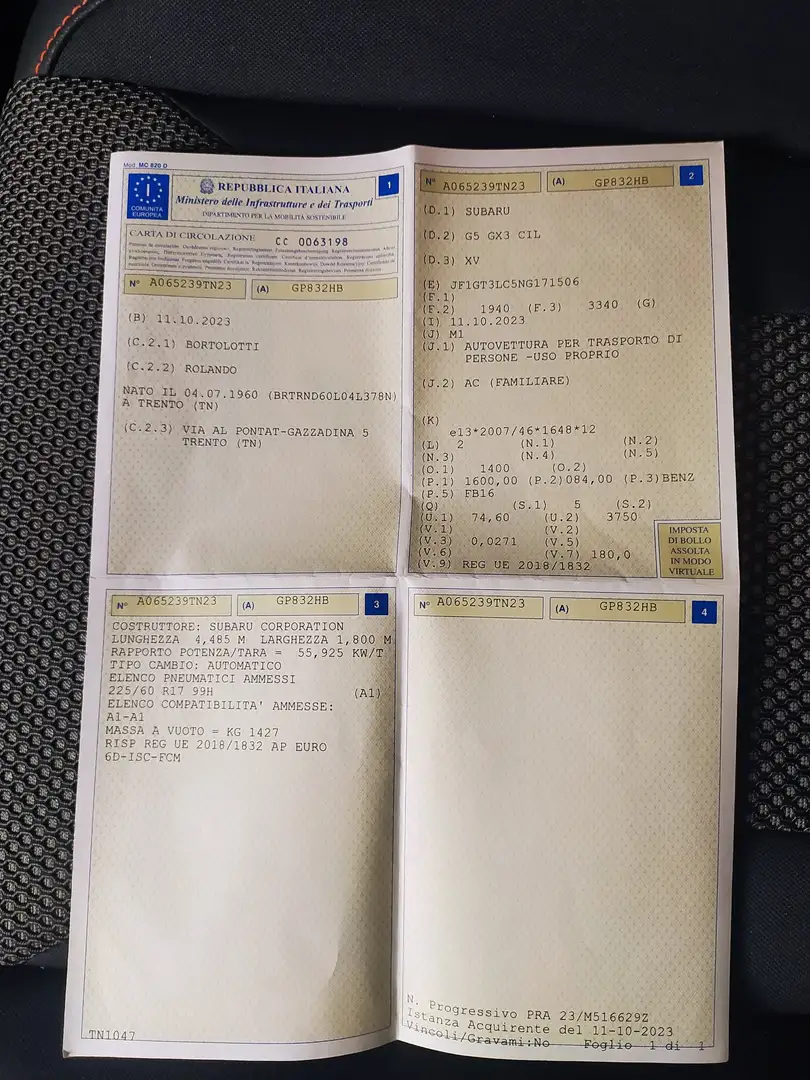 Mod. MC 820 D
I
COMUNITÀ
EUROPEA
REPUBBLICA ITALIANA
Ministero delle Infrastrutture e dei Trasporti
DIPARTIMENTO PER LA MOBILITÀ SOSTENIBILE
1
CARTA DI CIRCOLAZIONE CC 0063198
N° A065239TN23 (A) GP832HB
(B) 11.10.2023
(C.2.1) BORTOLOTTI
(C.2.2) ROLANDO
NATO IL 04.07.1960 (BRTRND60L04L378N)
A TRENTO (TN)
(C.2.3) VIA AL PONTAT-GAZZADINA 5
TRENTO (TN)
N° A065239TN23 (A) GP832HB 2
(D.1) SUBARU
(D.2) G5 GX3 CIL
(D.3) XV
(E) JF1GT3LC5NG171506
(F.1)
(F.2) 1940 (F.3) 3340 (G)
(I) 11.10.2023
(J) M1
(J.1) AUTOVETTURA PER TRASPORTO DI
PERSONE -USO PROPRIO
(J.2) AC (FAMILIARE)
(K)
e13*2007/46*1648*12
(L) 2 (N.1) (N.2)
(N.3) (N.4) (N.5)
(O.1) 1400 (O.2)
(P.1) 1600,00 (P.2)084,00 (P.3)BENZ
(P.5) FB16
(Q) (S.1) 5 (S.2)
(U.1) 74,60 (U.2) 3750
(V.1) (V.2)
(V.3) 0,0271 (V.5)
(V.6) (V.7) 180,0
(V.9) REG UE 2018/1832
IMPOSTA
DI BOLLO
ASSOLTA
IN MODO
VIRTUALE
N° A065239TN23 (A) GP832HB 3
COSTRUTTORE: SUBARU CORPORATION
LUNGHEZZA 4,485 M LARGHEZZA 1,800 M
RAPPORTO POTENZA/TARA = 55,925 KW/T
TIPO CAMBIO: AUTOMATICO
ELENCO PNEUMATICI AMMESSI
225/60 R17 99H (A1)
ELENCO COMPATIBILITA' AMMESSE:
A1-A1
MASSA A VUOTO = KG 1427
RISP REG UE 2018/1832 AP EURO
6D-ISC-FCM
TN1047
N° A065239TN23 (A) GP832HB 4
N. Progressivo PRA 23/M516629Z
Istanza Acquirente del 11-10-2023
Vincoli/Gravami:No Foglio 1 di 1